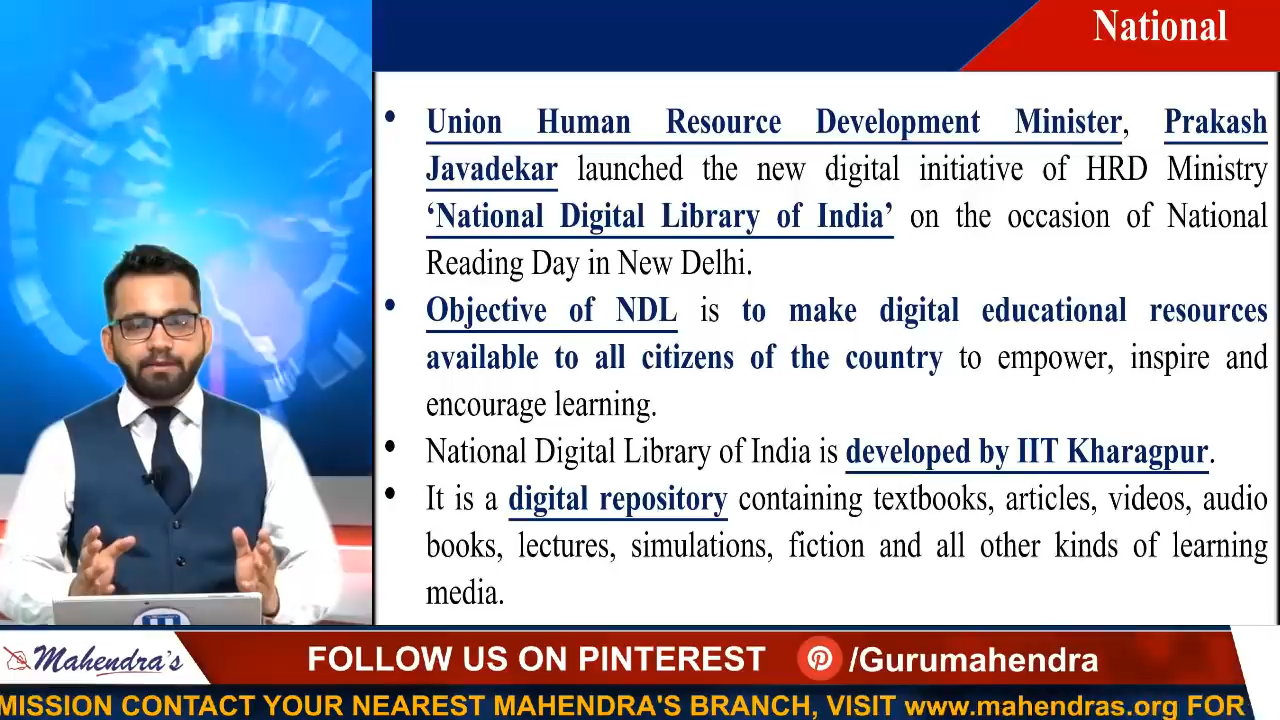 National
• Union Human Resource Development Minister, Prakash
Javadekar launched the new digital initiative of HRD Ministry
‘National Digital Library of India’ on the occasion of National
Reading Day in New Delhi.
• Objective of NDL is to make digital educational resources
available to all citizens of the country to empower, inspire and
encourage learning.
• National Digital Library of India is developed by IIT Kharagpur.
• It is a digital repository containing textbooks, articles, videos, audio
books, lectures, simulations, fiction and all other kinds of learning
media.
Mahendra's
FOLLOW US ON PINTEREST /Gurumahendra
MISSION CONTACT YOUR NEAREST MAHENDRA'S BRANCH, VISIT www.mahendras.org FOR